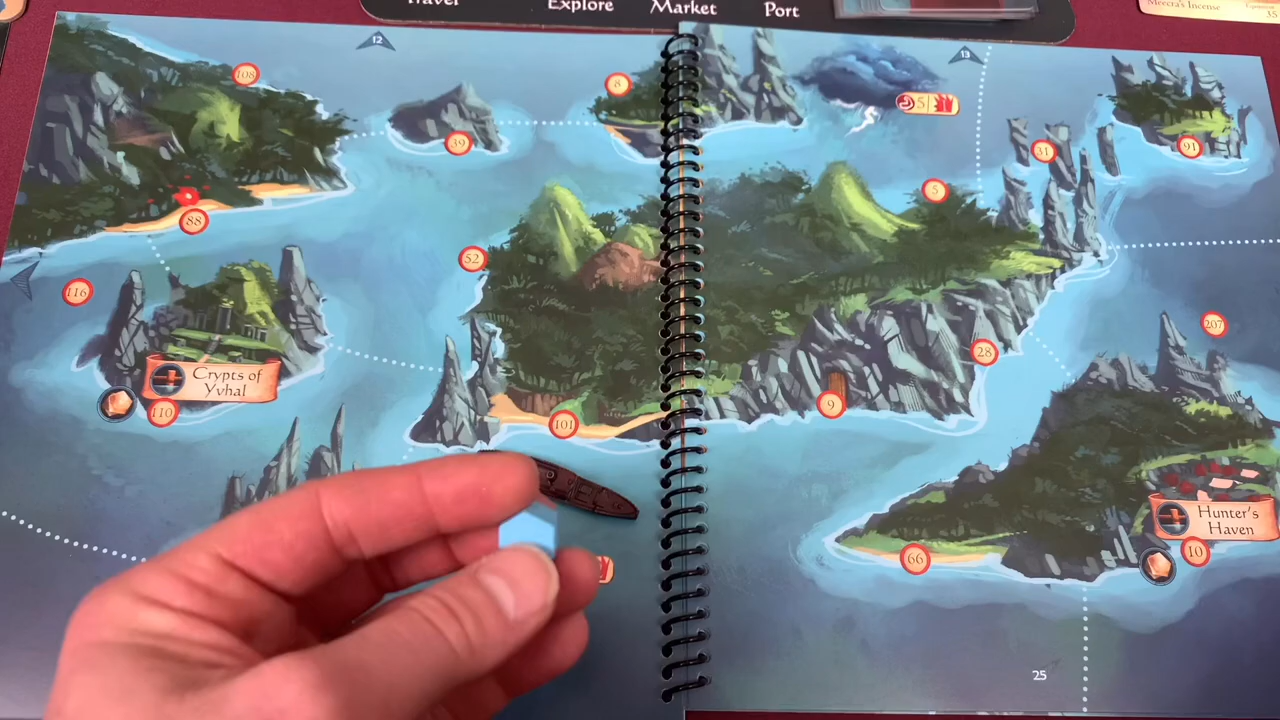 Travel
Explore
Market
Port
Meecra's Incense
35
12
13
108
8
5
39
31
91
88
5
52
116
207
28
Crypts of
Yvhal
9
110
101
Hunter's
Haven
66
10
25